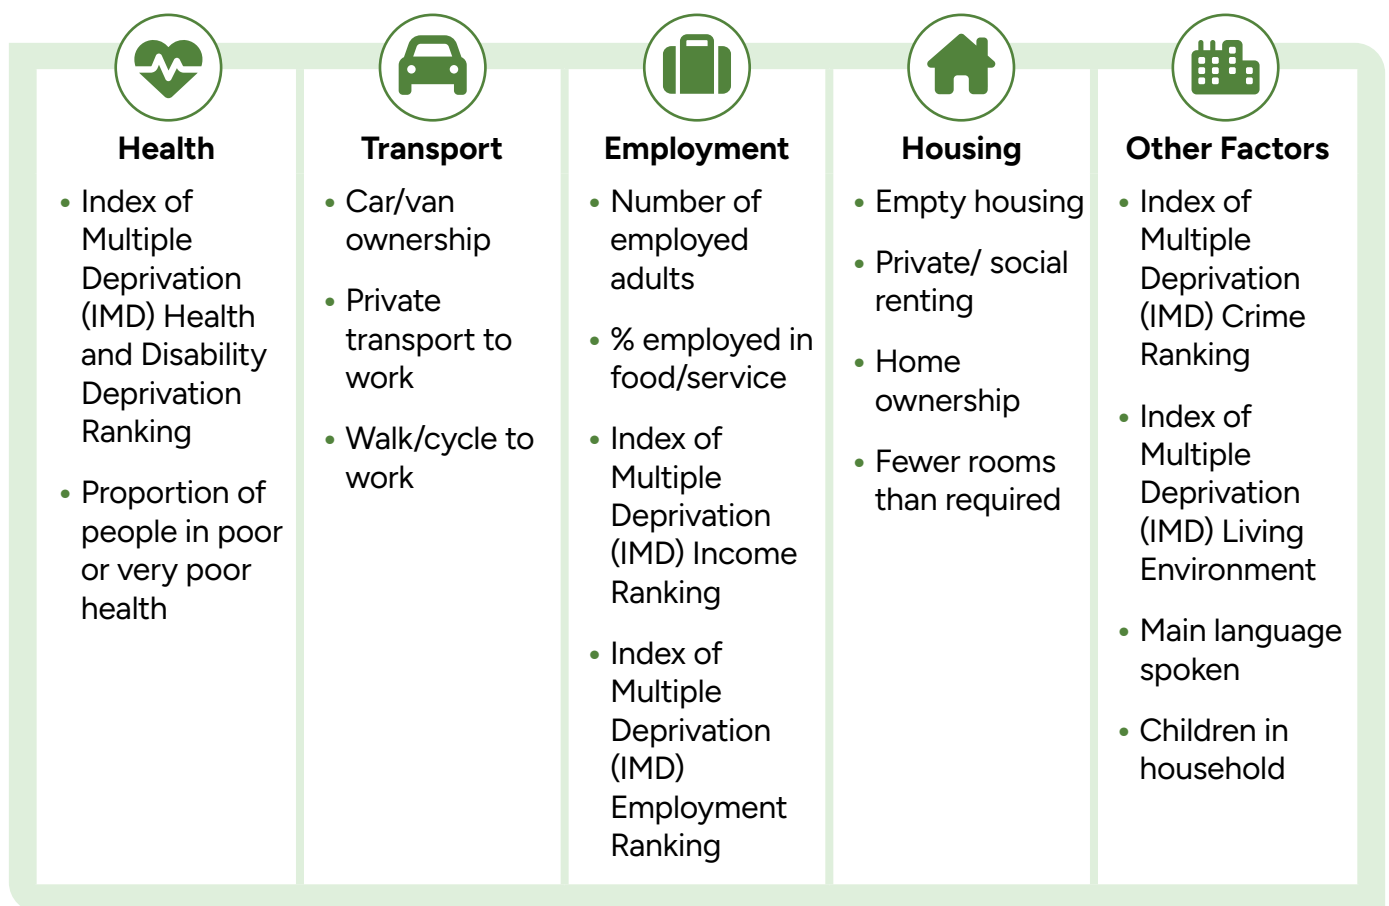 Health
• Index of
Multiple
Deprivation
(IMD) Health
and Disability
Deprivation
Ranking
• Proportion of
people in poor
or very poor
health
Transport
• Car/van
ownership
• Private
transport to
work
• Walk/cycle to
work
Employment
• Number of
employed
adults
• % employed in
food/service
• Index of
Multiple
Deprivation
(IMD) Income
Ranking
• Index of
Multiple
Deprivation
(IMD)
Employment
Ranking
Housing
• Empty housing
• Private/ social
renting
• Home
ownership
• Fewer rooms
than required
Other Factors
• Index of
Multiple
Deprivation
(IMD) Crime
Ranking
• Index of
Multiple
Deprivation
(IMD) Living
Environment
• Main language
spoken
• Children in
household